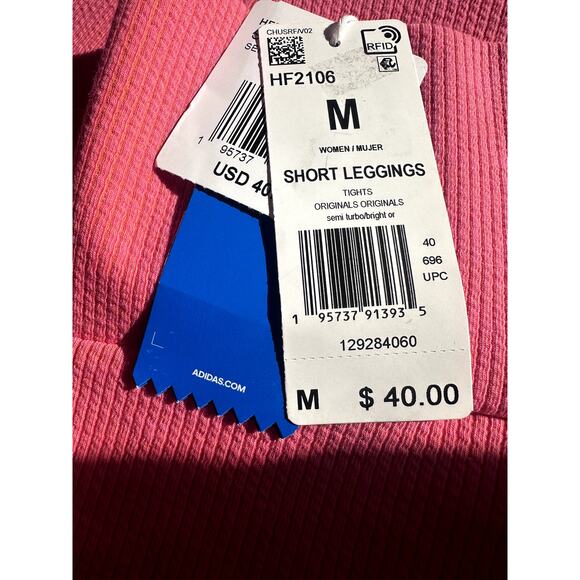 CHUSRF/V02
RFID
HF2106
M
WOMEN / MUJER
SHORT LEGGINGS
TIGHTS
ORIGINALS ORIGINALS
semi turbo/bright or
40
696
UPC
1 95737 91393 5
129284060
M $ 40.00
1 95737
USD 40
ADIDAS.COM